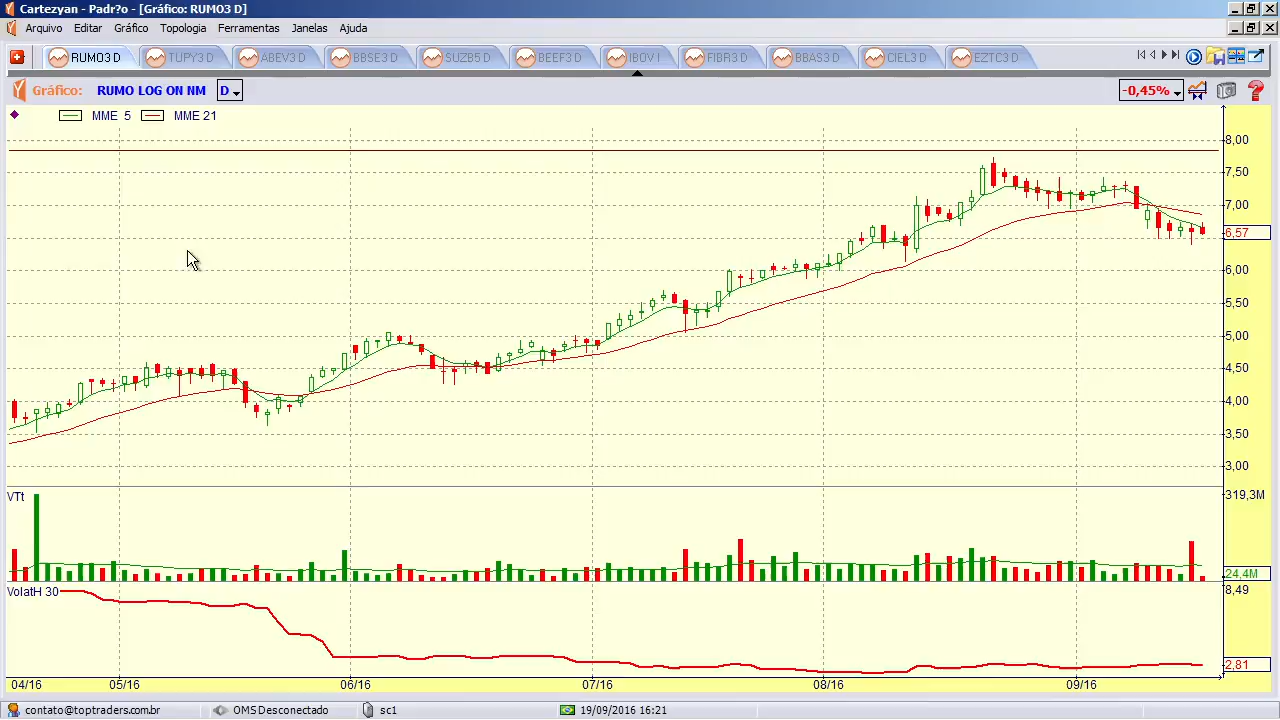 Cartezyan - Padr?o - [Gráfico: RUMO3 D]
Arquivo Editar Gráfico Topologia Ferramentas Janelas Ajuda
RUMO3 D TUPY3 D ABEV3 D BBSE3 D SUZB5 D BEEF3 D IBOV I FIBR3 D BBAS3 D CIEL3 D EZTC3 D
Gráfico: RUMO LOG ON NM D -0,45%
MME 5 MME 21
8,00
7,50
7,00
6,57
6,00
5,50
5,00
4,50
4,00
3,50
3,00
VTt 319,3M
24,4M
VolatH 30 8,49
2,81
04/16 05/16 06/16 07/16 08/16 09/16
contato@toptraders.com.br OMS Desconectado sc1 19/09/2016 16:21